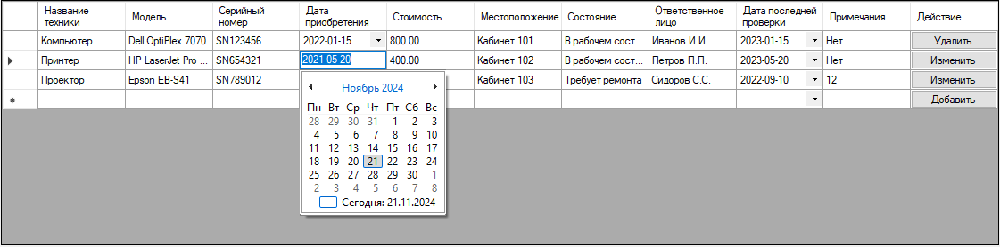 Название техники Модель Серийный номер Дата приобретения Стоимость Местоположение Состояние Ответственное лицо Дата последней проверки Примечания Действие
Компьютер Dell OptiPlex 7070 SN123456 2022-01-15 800.00 Кабинет 101 В рабочем сост... Иванов И.И. 2023-01-15 Нет Удалить
Принтер HP LaserJet Pro ... SN654321 2021-05-20 400.00 Кабинет 102 В рабочем сост... Петров П.П. 2023-05-20 Нет Изменить
Проектор Epson EB-S41 SN789012 Кабинет 103 Требует ремонта Сидоров С.С. 2022-09-10 12 Изменить
Добавить
Ноябрь 2024
Пн Вт Ср Чт Пт Сб Вс
28 29 30 31 1 2 3
4 5 6 7 8 9 10
11 12 13 14 15 16 17
18 19 20 21 22 23 24
25 26 27 28 29 30 1
2 3 4 5 6 7 8
Сегодня: 21.11.2024